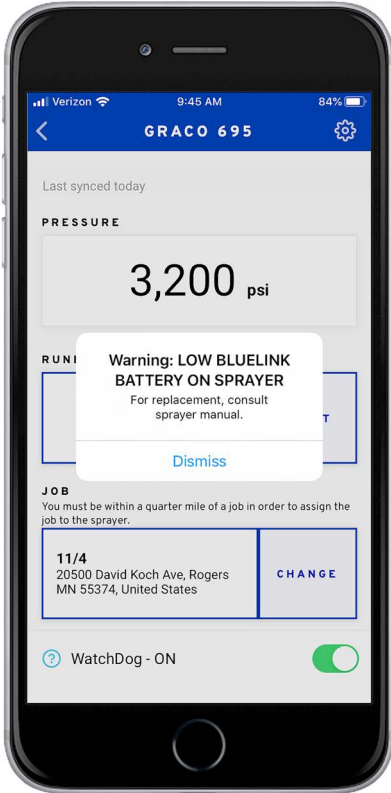 Verizon
9:45 AM
84%
GRACO 695
Last synced today
PRESSURE
3,200 psi
Warning: LOW BLUELINK
BATTERY ON SPRAYER
For replacement, consult
sprayer manual.
T
Dismiss
JOB
You must be within a quarter mile of a job in order to assign the
job to the sprayer.
11/4
20500 David Koch Ave, Rogers
MN 55374, United States
CHANGE
? WatchDog - ON